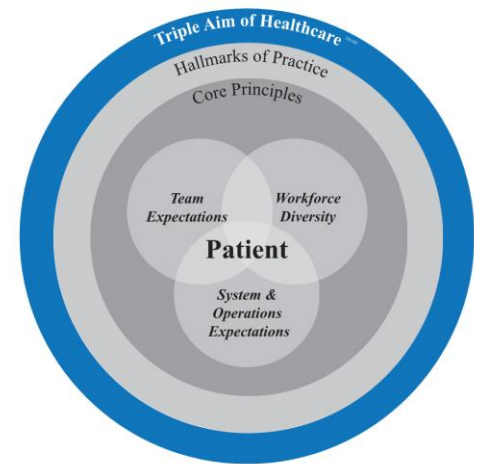 Triple Aim of Healthcare
Hallmarks of Practice
Core Principles
Team
Expectations
Workforce
Diversity
Patient
System &
Operations
Expectations